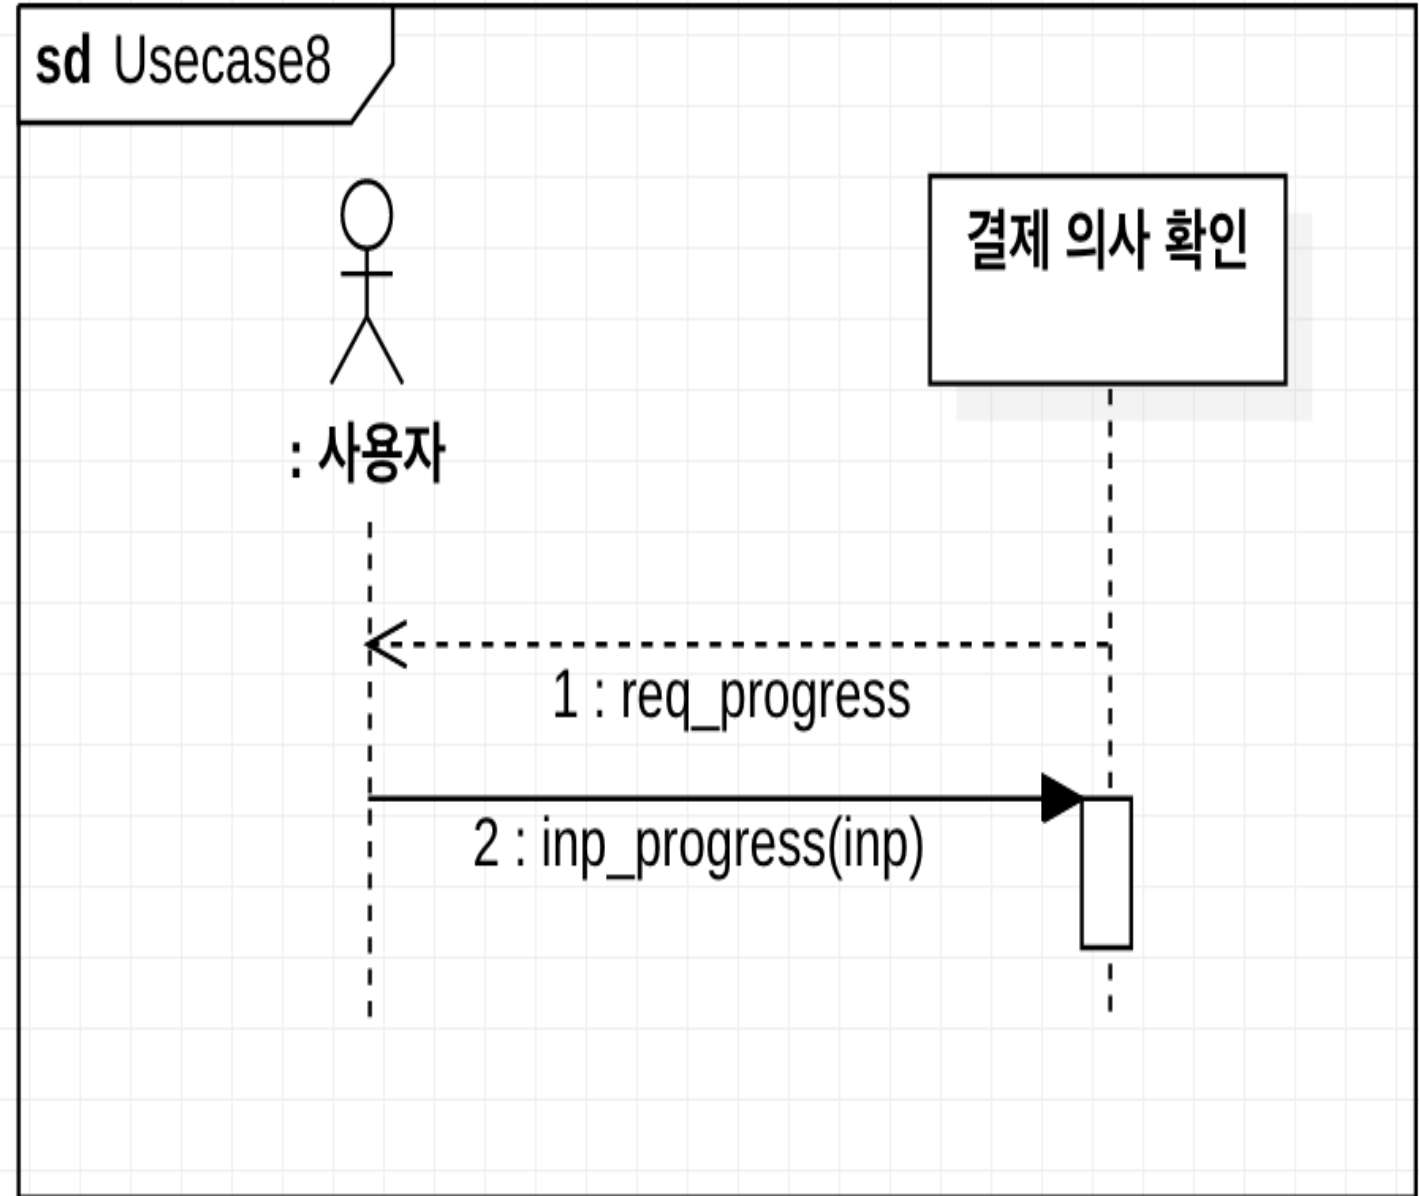 sd Usecase8
결제 의사 확인
: 사용자
1 : req_progress
2 : inp_progress(inp)